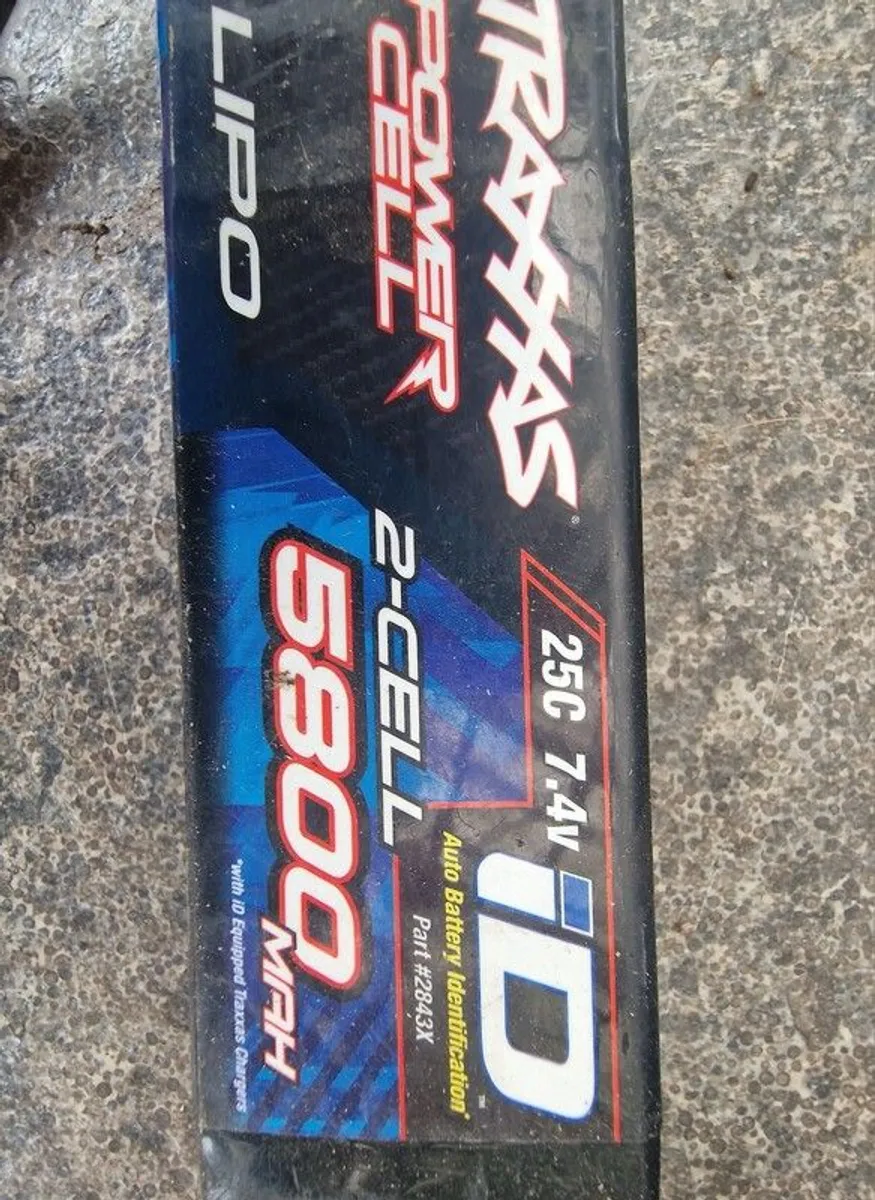 TRAXXAS®
POWER
CELL
LIPO
25C 7.4V
iD™
Auto Battery Identification*
Part #2843X
2-CELL
5800
MAH
*with iD Equipped Traxxas Chargers